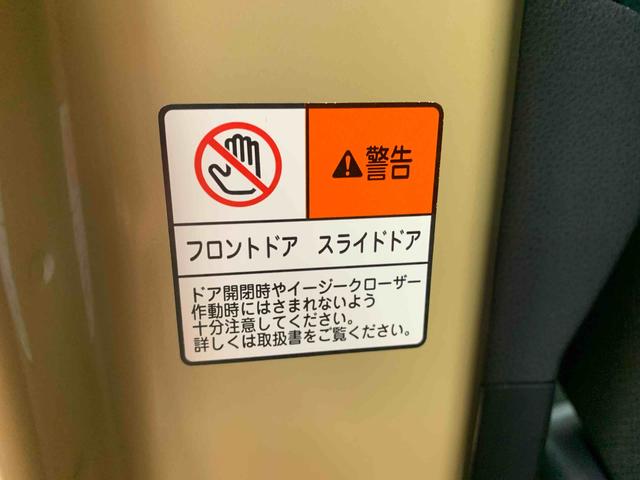 警告
フロントドア スライドドア
ドア開閉時やイージークローザー
作動時にはさまれないよう
十分注意してください。
詳しくは取扱書をご覧ください。